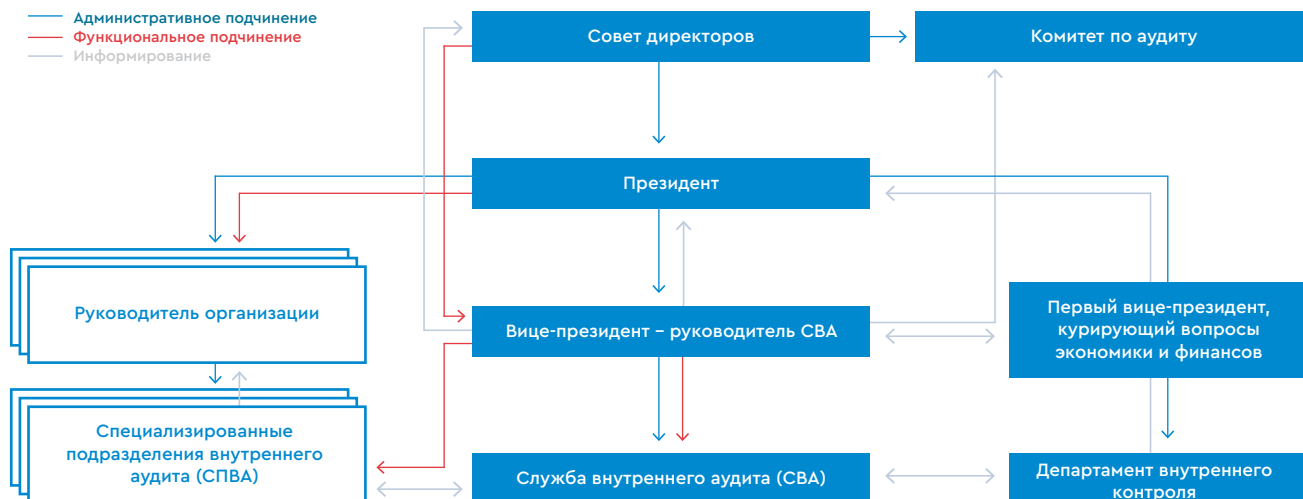 Административное подчинение
Функциональное подчинение
Информирование
Совет директоров
Комитет по аудиту
Президент
Руководитель организации
Вице-президент – руководитель СВА
Первый вице-президент,
курирующий вопросы
экономики и финансов
Специализированные
подразделения внутреннего
аудита (СПВА)
Служба внутреннего аудита (СВА)
Департамент внутреннего
контроля